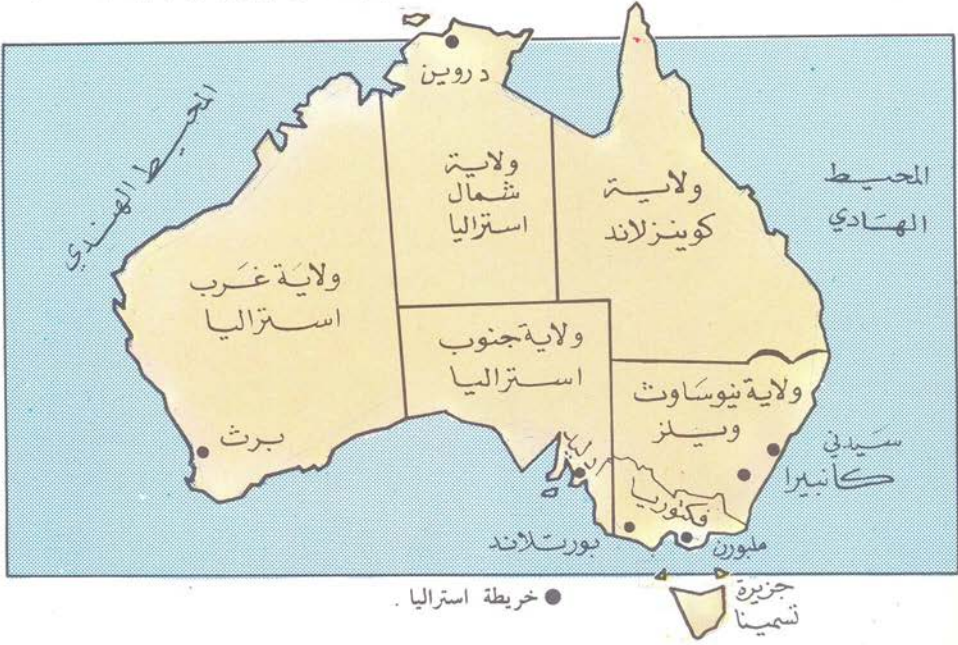 دروين
المحيط الهندي
ولاية
شمال
استراليا
ولاية
كوينزلاند
المحيط
الهادي
ولاية غرب
استراليا
ولاية جنوب
استراليا
ولاية نيوساوث
ويلز
برث
سيدني
كانبيرا
فكتوريا
بورتلاند
ملبورن
جزيرة
تسمينا
خريطة استراليا .